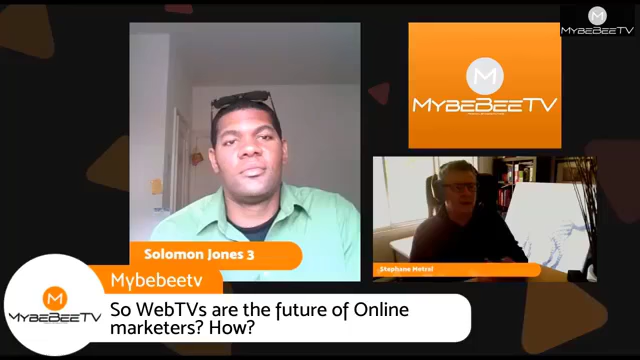 M
MYBEBEETV
M
MYBEBEETV
Solomon Jones 3
Stephane Metral
Mybebeetv
M
MYBEBEETV
So WebTVs are the future of Online
marketers? How?